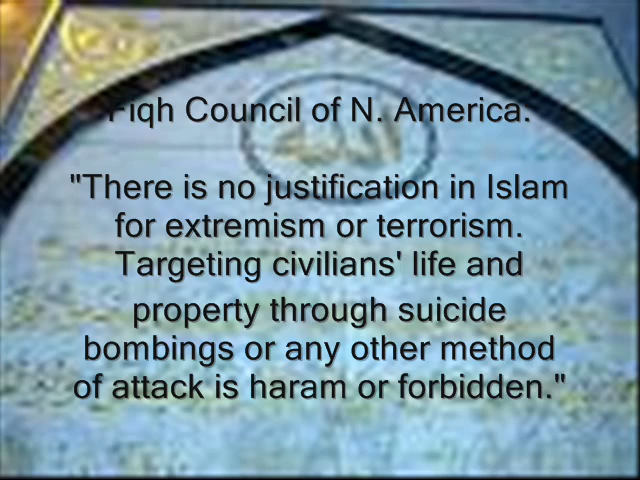 Fiqh Council of N. America.
"There is no justification in Islam
for extremism or terrorism.
Targeting civilians' life and
property through suicide
bombings or any other method
of attack is haram or forbidden."